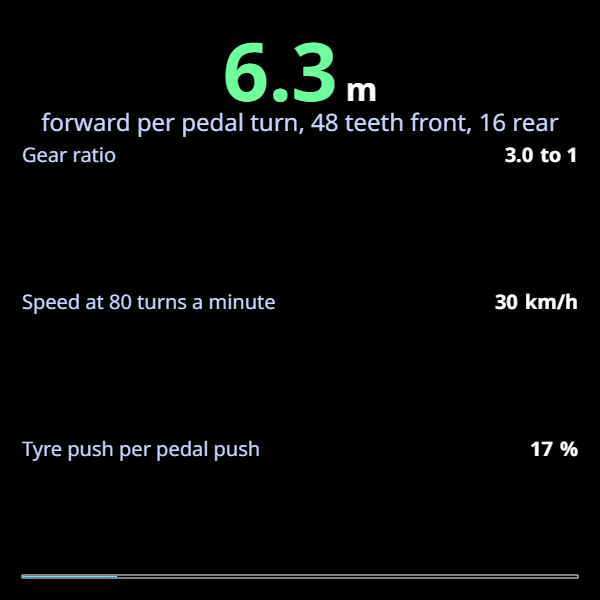 6.3 m
forward per pedal turn, 48 teeth front, 16 rear
Gear ratio 3.0 to 1
Speed at 80 turns a minute 30 km/h
Tyre push per pedal push 17 %